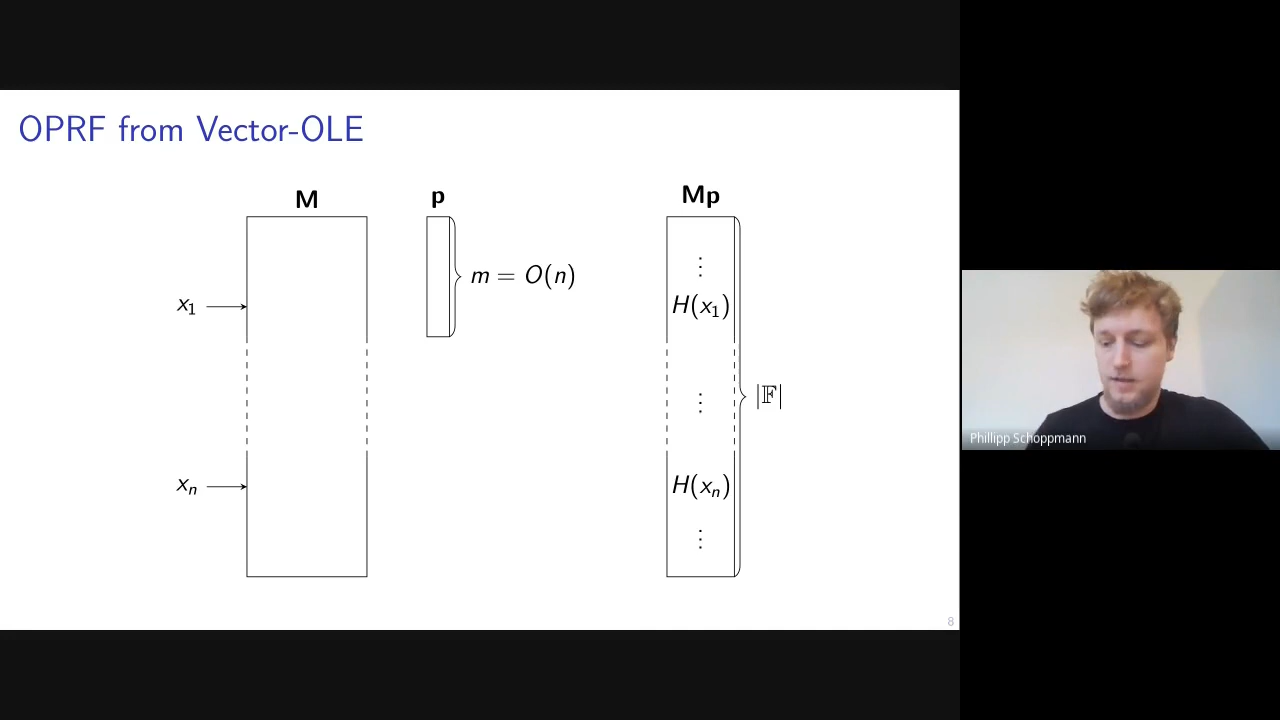 OPRF from Vector-OLE
M
p
Mp
m = O(n)
⋮
x₁
H(x₁)
⋮
|𝔽|
xₙ
H(xₙ)
⋮
8
Phillipp Schoppmann